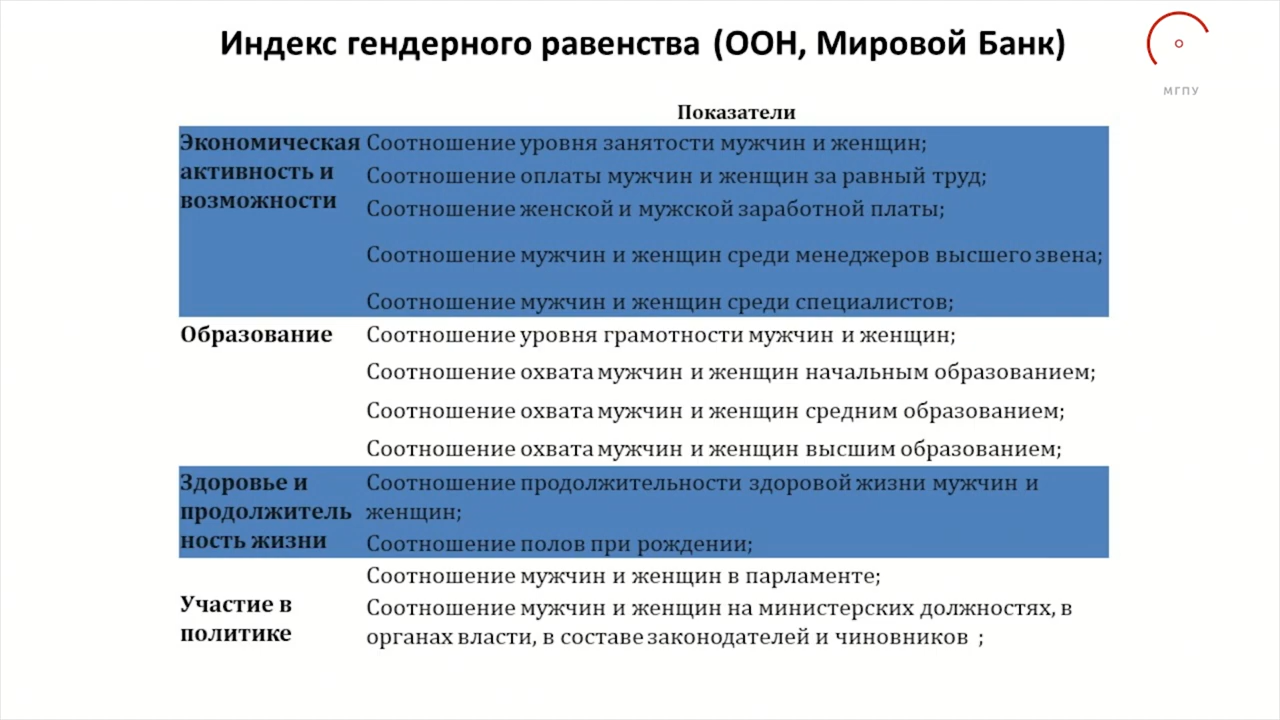 Индекс гендерного равенства (ООН, Мировой Банк)
МГПУ
Показатели
Экономическая
активность и
возможности
Соотношение уровня занятости мужчин и женщин;
Соотношение оплаты мужчин и женщин за равный труд;
Соотношение женской и мужской заработной платы;
Соотношение мужчин и женщин среди менеджеров высшего звена;
Соотношение мужчин и женщин среди специалистов;
Образование
Соотношение уровня грамотности мужчин и женщин;
Соотношение охвата мужчин и женщин начальным образованием;
Соотношение охвата мужчин и женщин средним образованием;
Соотношение охвата мужчин и женщин высшим образованием;
Здоровье и
продолжитель
ность жизни
Соотношение продолжительности здоровой жизни мужчин и
женщин;
Соотношение полов при рождении;
Участие в
политике
Соотношение мужчин и женщин в парламенте;
Соотношение мужчин и женщин на министерских должностях, в
органах власти, в составе законодателей и чиновников ;